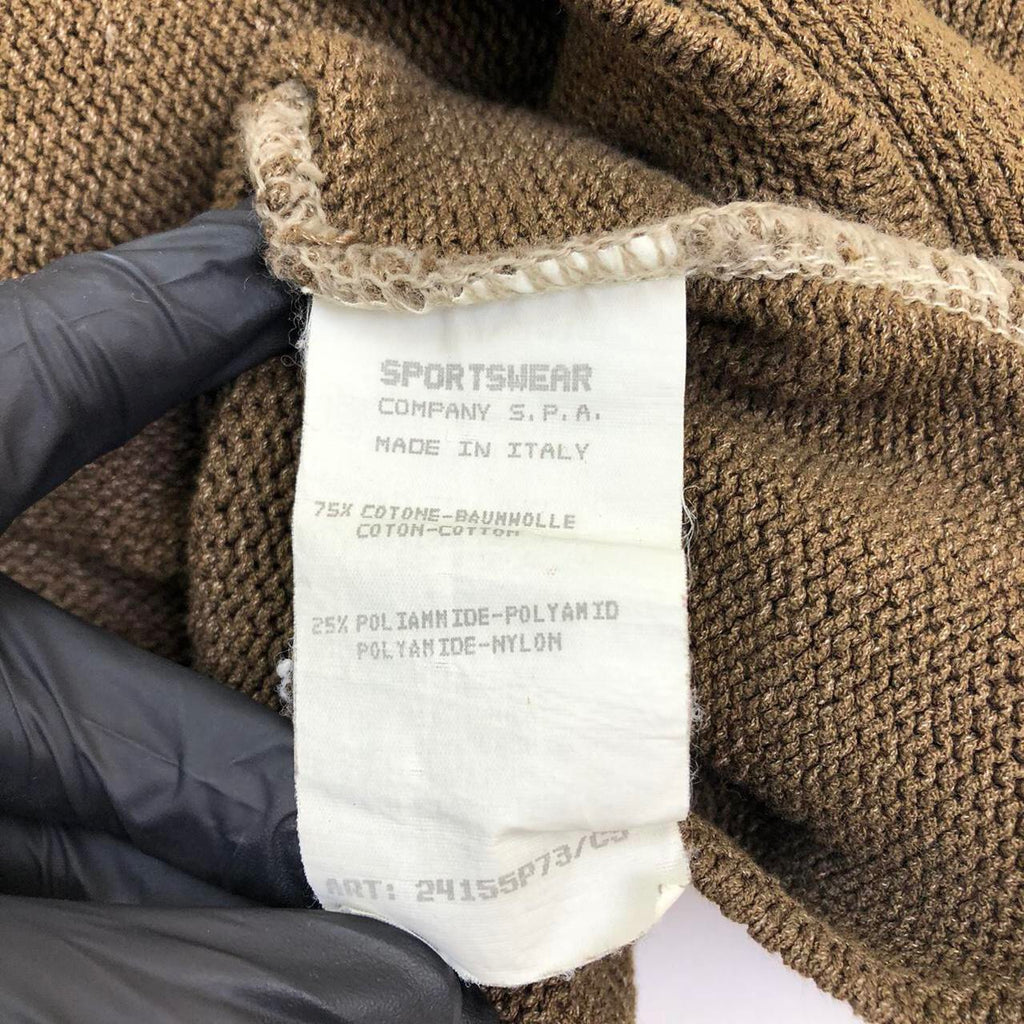 SPORTSWEAR
COMPANY S.P.A.
MADE IN ITALY
75% COTONE-BAUMWOLLE
COTON-COTTON
25% POLIAMMIDE-POLYAMID
POLYAMIDE-NYLON
ART: 24155P73/C5